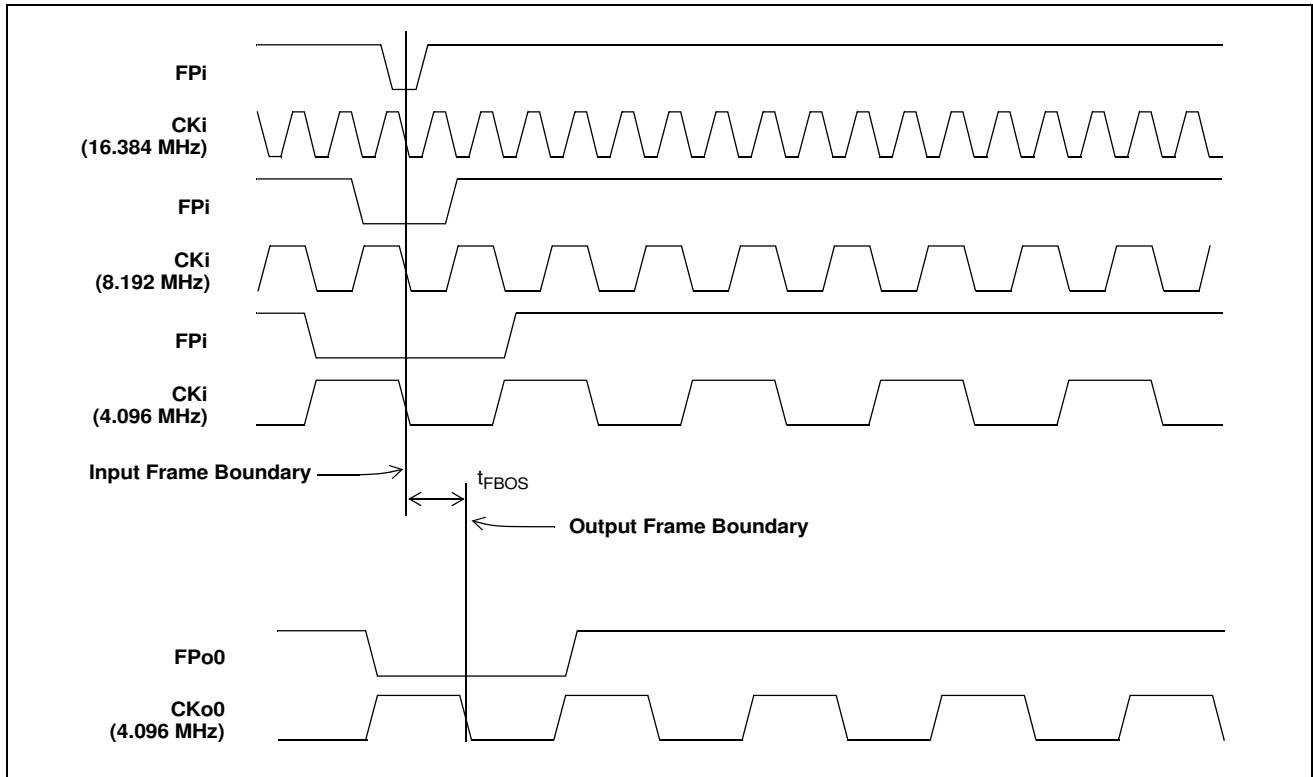 FPi
CKi
(16.384 MHz)
FPi
CKi
(8.192 MHz)
FPi
CKi
(4.096 MHz)
Input Frame Boundary
tFBOS
Output Frame Boundary
FPo0
CKo0
(4.096 MHz)